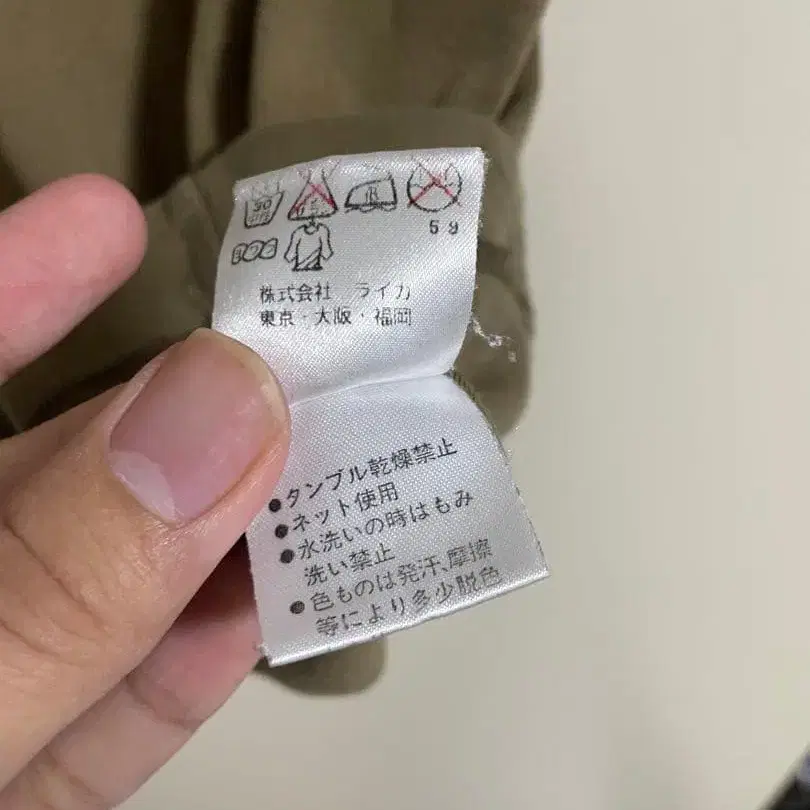 30
中
59
株式会社 ライカ
東京・大阪・福岡
●タンブル乾燥禁止
●ネット使用
●水洗いの時はもみ
洗い禁止
●色ものは発汗、摩擦
等により多少脱色